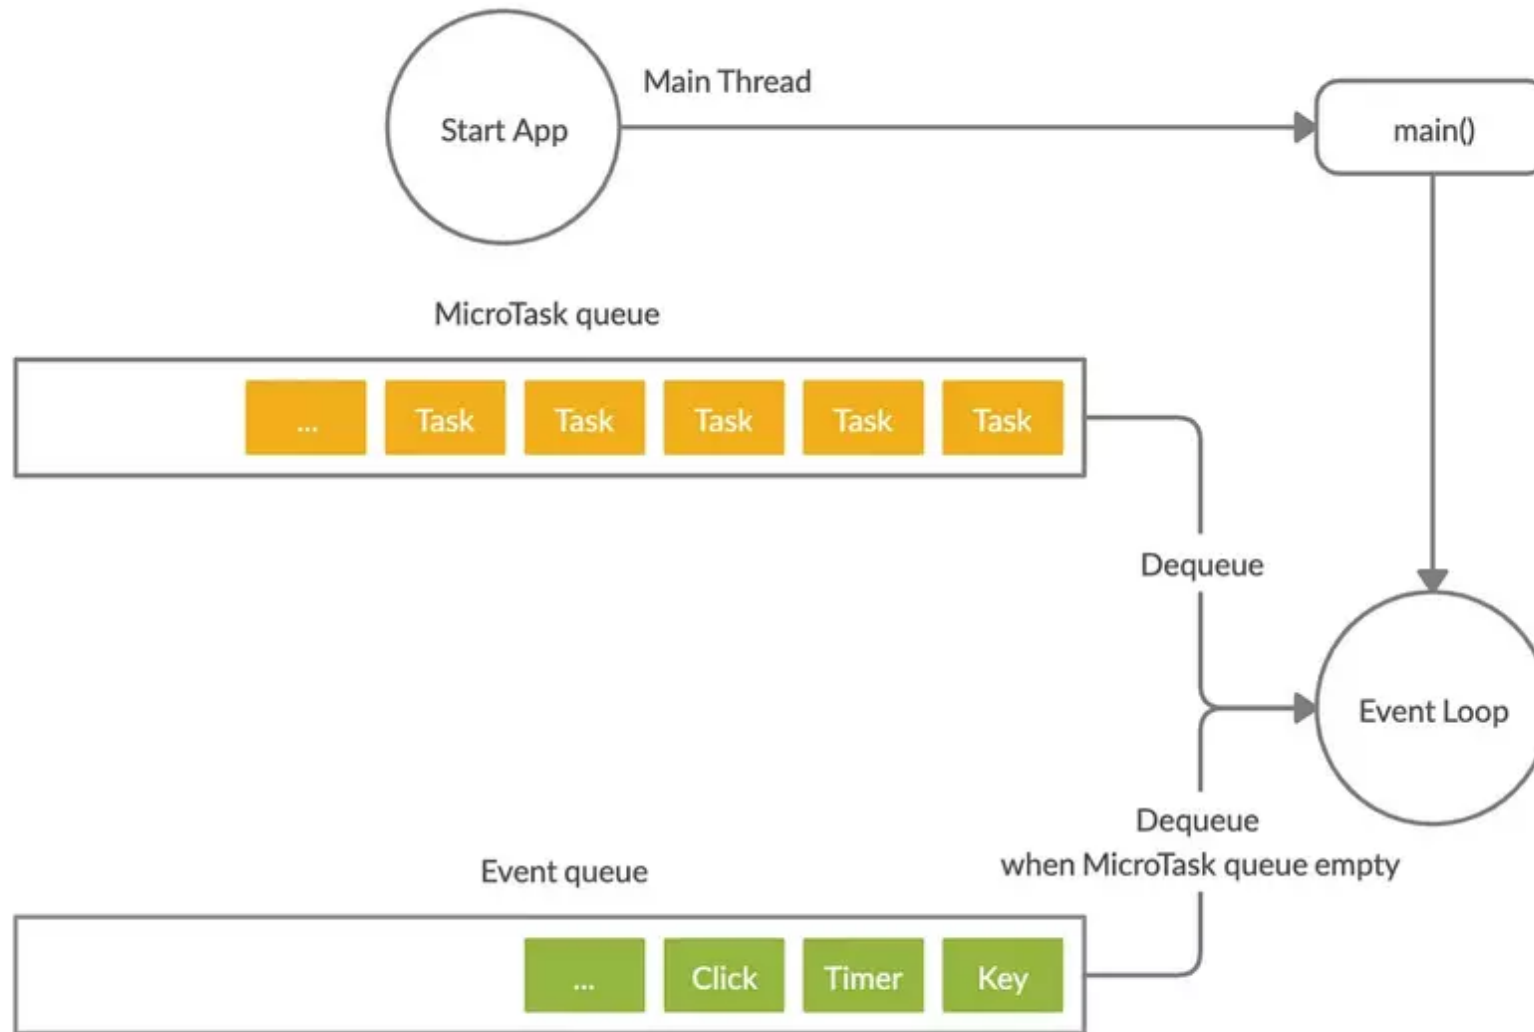 Main Thread
Start App
main()
MicroTask queue
... Task Task Task Task Task
Dequeue
Event Loop
Dequeue
when MicroTask queue empty
Event queue
... Click Timer Key